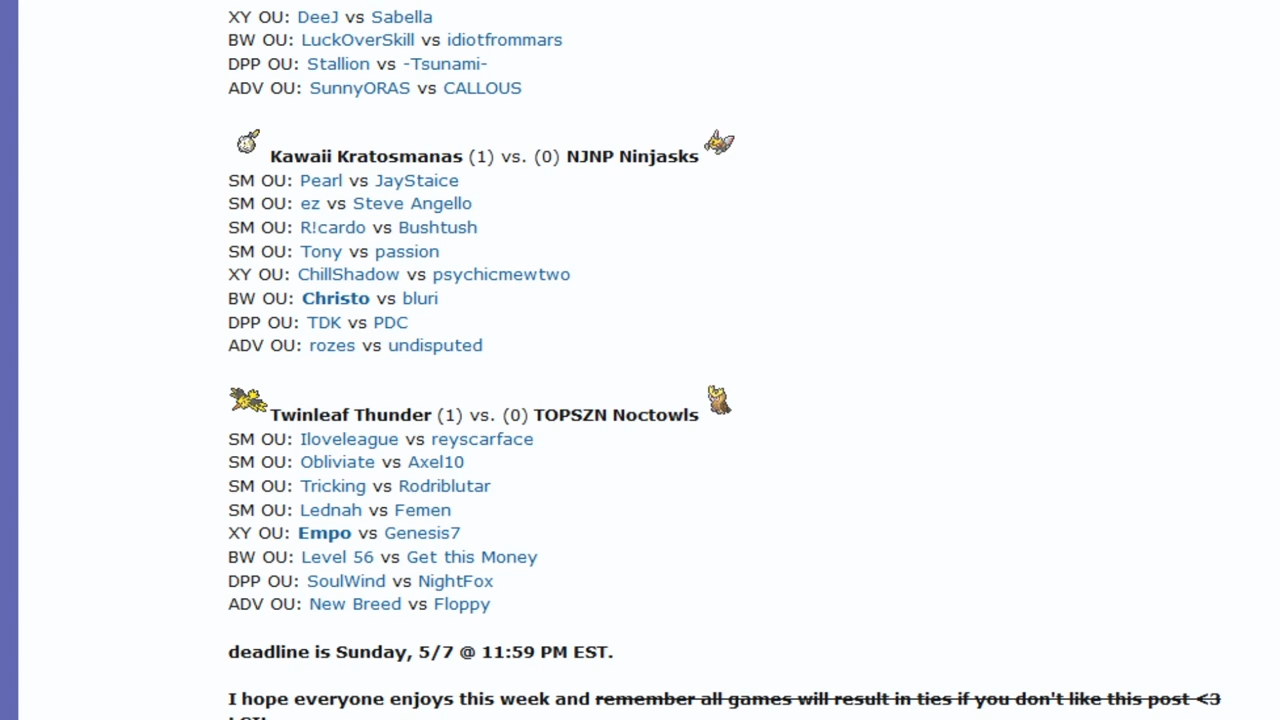 XY OU: DeeJ vs Sabella
BW OU: LuckOverSkill vs idiotfrommars
DPP OU: Stallion vs -Tsunami-
ADV OU: SunnyORAS vs CALLOUS
Kawaii Kratosmanas (1) vs. (0) NJNP Ninjasks
SM OU: Pearl vs JayStaice
SM OU: ez vs Steve Angello
SM OU: R!cardo vs Bushtush
SM OU: Tony vs passion
XY OU: ChillShadow vs psychicmewtwo
BW OU: Christo vs bluri
DPP OU: TDK vs PDC
ADV OU: rozes vs undisputed
Twinleaf Thunder (1) vs. (0) TOPSZN Noctowls
SM OU: Iloveleague vs reyscarface
SM OU: Obliviate vs Axel10
SM OU: Tricking vs Rodriblutar
SM OU: Lednah vs Femen
XY OU: Empo vs Genesis7
BW OU: Level 56 vs Get this Money
DPP OU: SoulWind vs NightFox
ADV OU: New Breed vs Floppy
deadline is Sunday, 5/7 @ 11:59 PM EST.
I hope everyone enjoys this week and remember all games will result in ties if you don't like this post <3